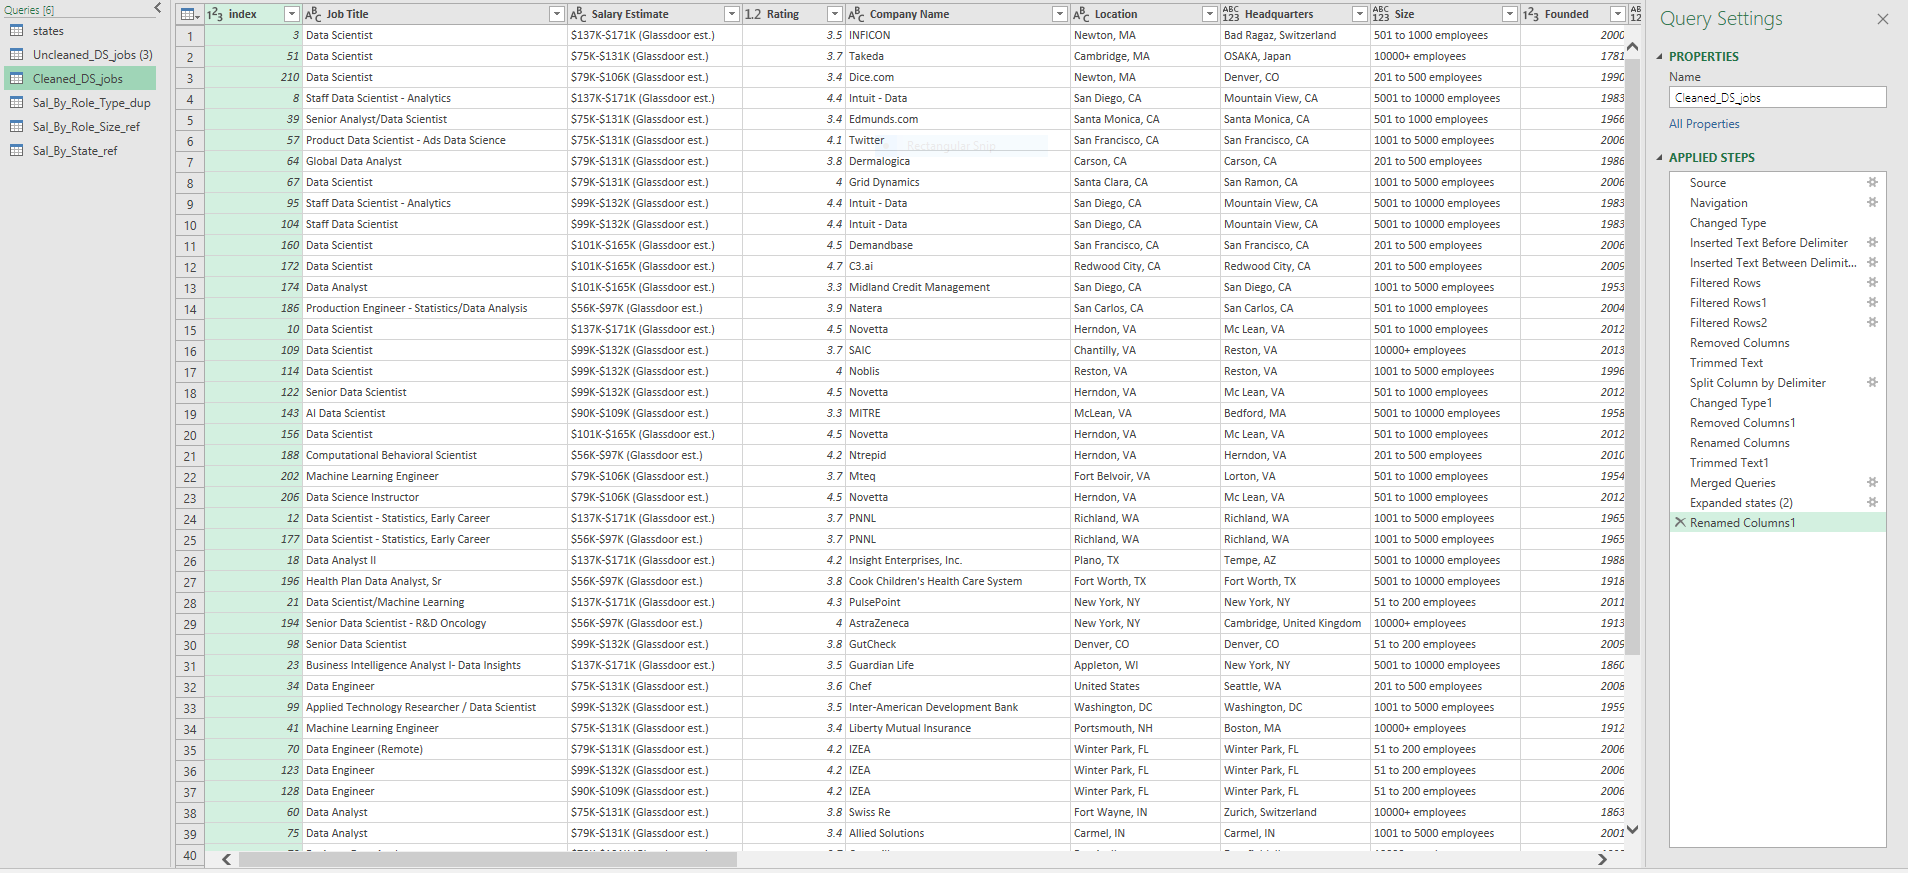 Queries [6]
states
Uncleaned_DS_jobs (3)
Cleaned_DS_jobs
Sal_By_Role_Type_dup
Sal_By_Role_Size_ref
Sal_By_State_ref
1²3 index ABC Job Title ABC Salary Estimate 1.2 Rating ABC Company Name ABC Location ABC123 Headquarters ABC123 Size 1²3 Founded
1 3 Data Scientist $137K-$171K (Glassdoor est.) 3.5 INFICON Newton, MA Bad Ragaz, Switzerland 501 to 1000 employees 2000
2 51 Data Scientist $75K-$131K (Glassdoor est.) 3.7 Takeda Cambridge, MA OSAKA, Japan 10000+ employees 1781
3 210 Data Scientist $79K-$106K (Glassdoor est.) 3.4 Dice.com Newton, MA Denver, CO 201 to 500 employees 1990
4 8 Staff Data Scientist - Analytics $137K-$171K (Glassdoor est.) 4.4 Intuit - Data San Diego, CA Mountain View, CA 5001 to 10000 employees 1983
5 39 Senior Analyst/Data Scientist $75K-$131K (Glassdoor est.) 3.4 Edmunds.com Santa Monica, CA Santa Monica, CA 501 to 1000 employees 1966
6 57 Product Data Scientist - Ads Data Science $75K-$131K (Glassdoor est.) 4.1 Twitter San Francisco, CA San Francisco, CA 1001 to 5000 employees 2006
Rectangular Snip
7 64 Global Data Analyst $79K-$131K (Glassdoor est.) 3.8 Dermalogica Carson, CA Carson, CA 201 to 500 employees 1986
8 67 Data Scientist $79K-$131K (Glassdoor est.) 4 Grid Dynamics Santa Clara, CA San Ramon, CA 1001 to 5000 employees 2006
9 95 Staff Data Scientist - Analytics $99K-$132K (Glassdoor est.) 4.4 Intuit - Data San Diego, CA Mountain View, CA 5001 to 10000 employees 1983
10 104 Staff Data Scientist $99K-$132K (Glassdoor est.) 4.4 Intuit - Data San Diego, CA Mountain View, CA 5001 to 10000 employees 1983
11 160 Data Scientist $101K-$165K (Glassdoor est.) 4.5 Demandbase San Francisco, CA San Francisco, CA 201 to 500 employees 2006
12 172 Data Scientist $101K-$165K (Glassdoor est.) 4.7 C3.ai Redwood City, CA Redwood City, CA 201 to 500 employees 2009
13 174 Data Analyst $101K-$165K (Glassdoor est.) 3.3 Midland Credit Management San Diego, CA San Diego, CA 1001 to 5000 employees 1953
14 186 Production Engineer - Statistics/Data Analysis $56K-$97K (Glassdoor est.) 3.9 Natera San Carlos, CA San Carlos, CA 501 to 1000 employees 2004
15 10 Data Scientist $137K-$171K (Glassdoor est.) 4.5 Novetta Herndon, VA Mc Lean, VA 501 to 1000 employees 2012
16 109 Data Scientist $99K-$132K (Glassdoor est.) 3.7 SAIC Chantilly, VA Reston, VA 10000+ employees 2013
17 114 Data Scientist $99K-$132K (Glassdoor est.) 4 Noblis Reston, VA Reston, VA 1001 to 5000 employees 1996
18 122 Senior Data Scientist $99K-$132K (Glassdoor est.) 4.5 Novetta Herndon, VA Mc Lean, VA 501 to 1000 employees 2012
19 143 AI Data Scientist $90K-$109K (Glassdoor est.) 3.3 MITRE McLean, VA Bedford, MA 5001 to 10000 employees 1958
20 156 Data Scientist $101K-$165K (Glassdoor est.) 4.5 Novetta Herndon, VA Mc Lean, VA 501 to 1000 employees 2012
21 188 Computational Behavioral Scientist $56K-$97K (Glassdoor est.) 4.2 Ntrepid Herndon, VA Herndon, VA 201 to 500 employees 2010
22 202 Machine Learning Engineer $79K-$106K (Glassdoor est.) 3.7 Mteq Fort Belvoir, VA Lorton, VA 501 to 1000 employees 1954
23 206 Data Science Instructor $79K-$106K (Glassdoor est.) 4.5 Novetta Herndon, VA Mc Lean, VA 501 to 1000 employees 2012
24 12 Data Scientist - Statistics, Early Career $137K-$171K (Glassdoor est.) 3.7 PNNL Richland, WA Richland, WA 1001 to 5000 employees 1965
25 177 Data Scientist - Statistics, Early Career $56K-$97K (Glassdoor est.) 3.7 PNNL Richland, WA Richland, WA 1001 to 5000 employees 1965
26 18 Data Analyst II $137K-$171K (Glassdoor est.) 4.2 Insight Enterprises, Inc. Plano, TX Tempe, AZ 5001 to 10000 employees 1988
27 196 Health Plan Data Analyst, Sr $56K-$97K (Glassdoor est.) 3.8 Cook Children's Health Care System Fort Worth, TX Fort Worth, TX 5001 to 10000 employees 1918
28 21 Data Scientist/Machine Learning $137K-$171K (Glassdoor est.) 4.3 PulsePoint New York, NY New York, NY 51 to 200 employees 2011
29 194 Senior Data Scientist - R&D Oncology $56K-$97K (Glassdoor est.) 4 AstraZeneca New York, NY Cambridge, United Kingdom 10000+ employees 1913
30 98 Senior Data Scientist $99K-$132K (Glassdoor est.) 3.8 GutCheck Denver, CO Denver, CO 51 to 200 employees 2009
31 23 Business Intelligence Analyst I- Data Insights $137K-$171K (Glassdoor est.) 3.5 Guardian Life Appleton, WI New York, NY 5001 to 10000 employees 1860
32 34 Data Engineer $75K-$131K (Glassdoor est.) 3.6 Chef United States Seattle, WA 201 to 500 employees 2008
33 99 Applied Technology Researcher / Data Scientist $99K-$132K (Glassdoor est.) 3.5 Inter-American Development Bank Washington, DC Washington, DC 1001 to 5000 employees 1959
34 41 Machine Learning Engineer $75K-$131K (Glassdoor est.) 3.4 Liberty Mutual Insurance Portsmouth, NH Boston, MA 10000+ employees 1912
35 70 Data Engineer (Remote) $79K-$131K (Glassdoor est.) 4.2 IZEA Winter Park, FL Winter Park, FL 51 to 200 employees 2006
36 123 Data Engineer $99K-$132K (Glassdoor est.) 4.2 IZEA Winter Park, FL Winter Park, FL 51 to 200 employees 2006
37 128 Data Engineer $90K-$109K (Glassdoor est.) 4.2 IZEA Winter Park, FL Winter Park, FL 51 to 200 employees 2006
38 60 Data Analyst $75K-$131K (Glassdoor est.) 3.8 Swiss Re Fort Wayne, IN Zurich, Switzerland 10000+ employees 1863
39 75 Data Analyst $79K-$131K (Glassdoor est.) 3.4 Allied Solutions Carmel, IN Carmel, IN 1001 to 5000 employees 2001
40
Query Settings
PROPERTIES
Name
Cleaned_DS_jobs
All Properties
APPLIED STEPS
Source
Navigation
Changed Type
Inserted Text Before Delimiter
Inserted Text Between Delimit...
Filtered Rows
Filtered Rows1
Filtered Rows2
Removed Columns
Trimmed Text
Split Column by Delimiter
Changed Type1
Removed Columns1
Renamed Columns
Trimmed Text1
Merged Queries
Expanded states (2)
Renamed Columns1